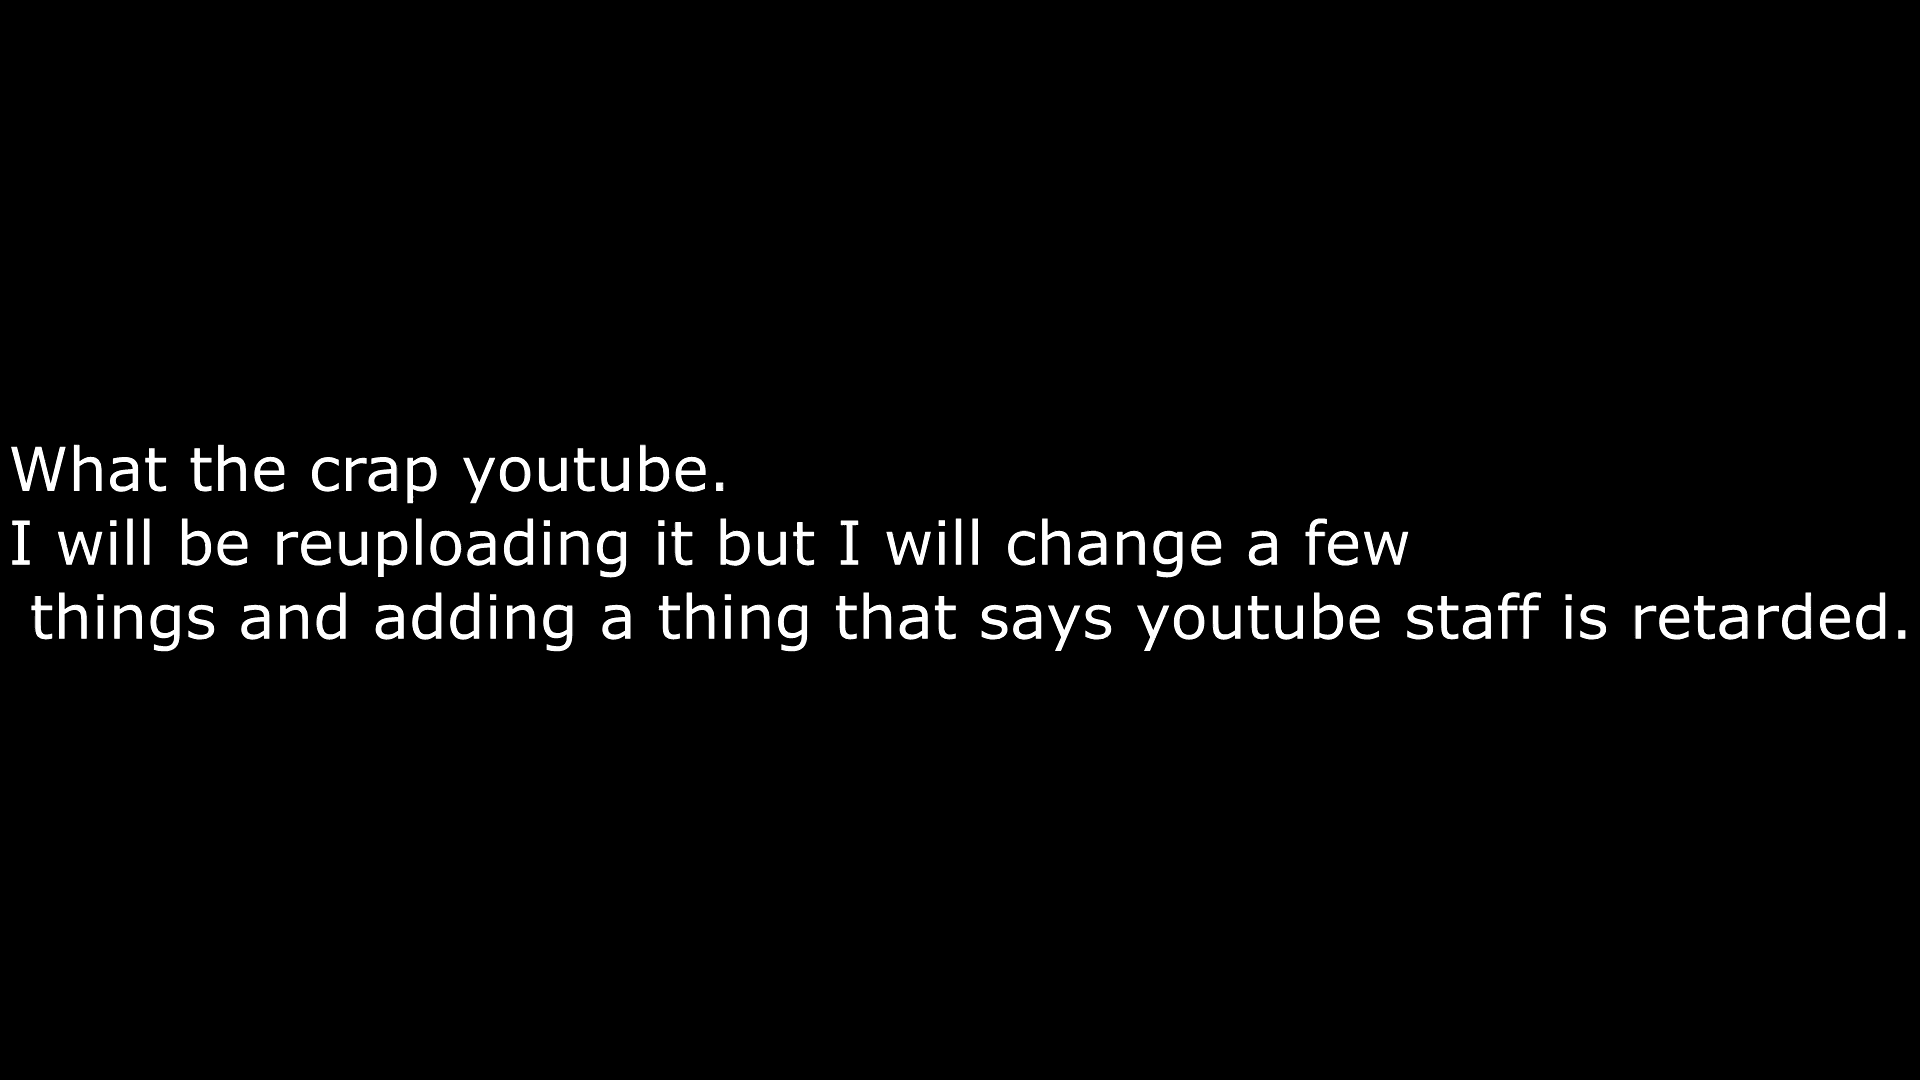 What the crap youtube.
I will be reuploading it but I will change a few
things and adding a thing that says youtube staff is retarded.